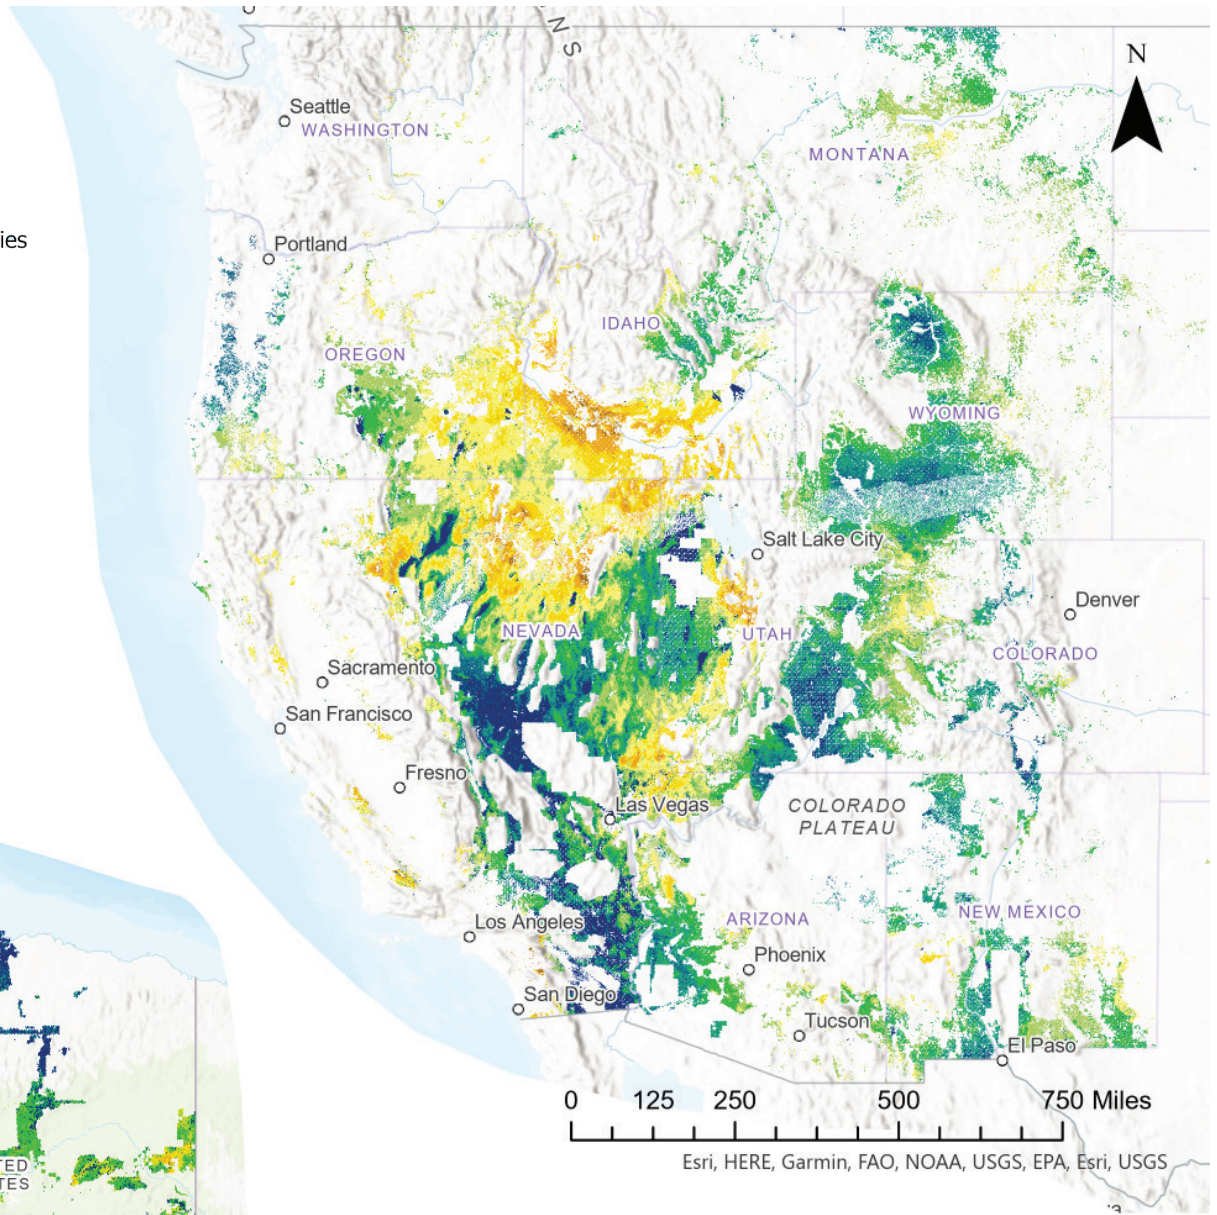 N S
N
Seattle
WASHINGTON
MONTANA
ies
Portland
IDAHO
OREGON
WYOMING
Salt Lake City
Denver
NEVADA
UTAH
COLORADO
Sacramento
San Francisco
Fresno
Las Vegas
COLORADO
PLATEAU
Los Angeles
ARIZONA
NEW MEXICO
Phoenix
San Diego
Tucson
El Paso
0 125 250 500 750 Miles
TED
TES
Esri, HERE, Garmin, FAO, NOAA, USGS, EPA, Esri, USGS